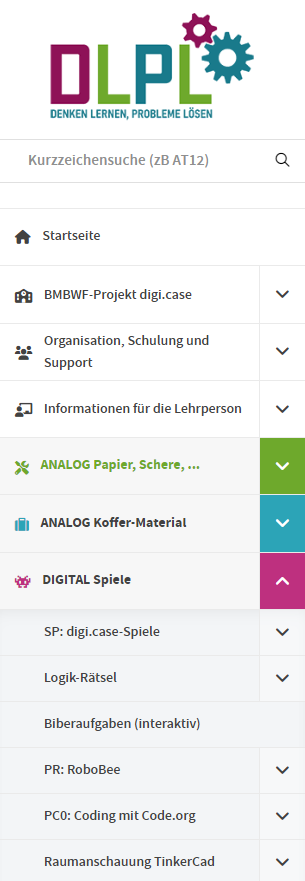 DLPL
DENKEN LERNEN, PROBLEME LÖSEN
Kurzzeichensuche (zB AT12)
Startseite
BMBWF-Projekt digi.case
Organisation, Schulung und
Support
Informationen für die Lehrperson
ANALOG Papier, Schere, ...
ANALOG Koffer-Material
DIGITAL Spiele
SP: digi.case-Spiele
Logik-Rätsel
Biberaufgaben (interaktiv)
PR: RoboBee
PC0: Coding mit Code.org
Raumanschauung TinkerCad